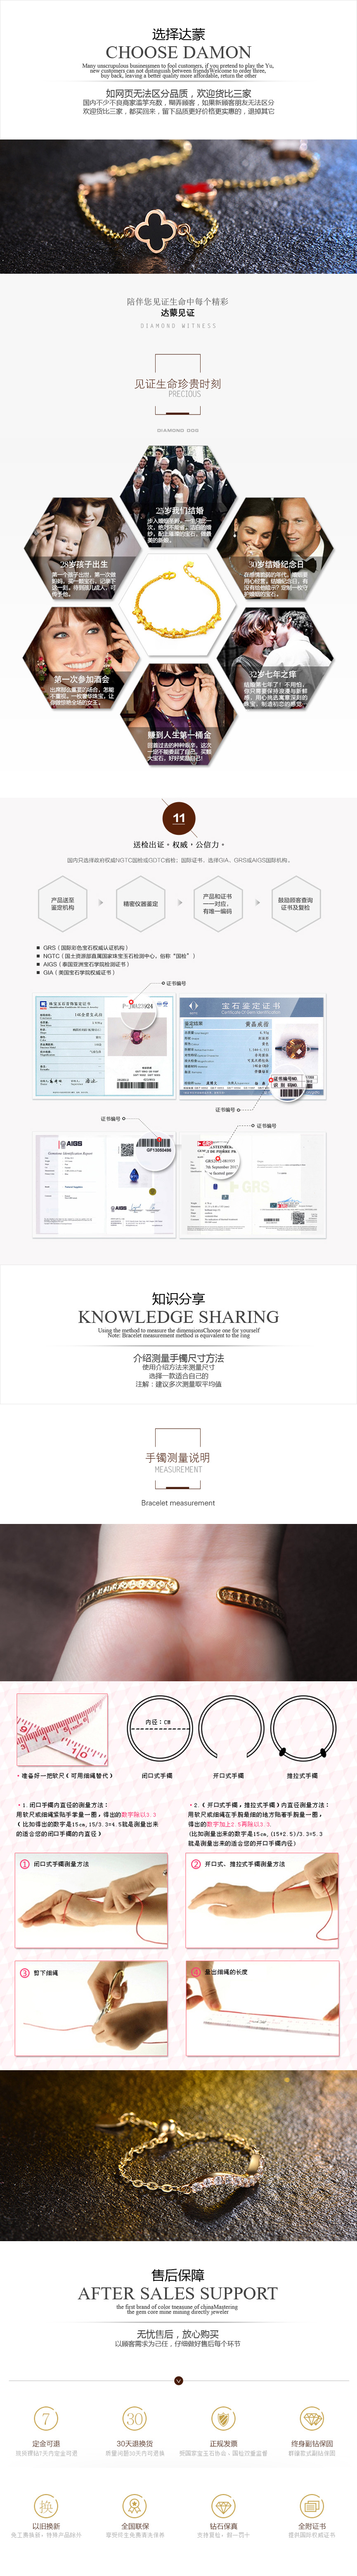 选择达蒙
CHOOSE DAMON
Many unscrupulous businessmen to fool customers, if you pretend to play the Yu,
new customers can not distinguish between friendsWelcome to order three,
buy back, leaving a better quality more affordable, return the other
如网页无法区分品质，欢迎货比三家
国内不少不良商家滥竽充数，糊弄顾客，如果新顾客朋友无法区分
欢迎货比三家，都买回来，留下品质更好价格更实惠的，退掉其它
陪伴您见证生命中每个精彩
达蒙见证
DIAMOND WITNESS
见证生命珍贵时刻
PRECIOUS
25岁我们结婚
28岁孩子出生
30岁结婚纪念日
第一次参加酒会
32岁七年之痒
赚到人生第一桶金
11
送检出证。权威，公信力。
国内只选择政府权威NGTC国检或GDTC省检；国际证书，选择GIA、GRS或AIGS国际机构。
产品送至
鉴定机构
精密仪器鉴定
产品和证书
一一对应，
有唯一编码
鼓励顾客查询
证书及复检
GRS（国际彩色宝石权威认证机构）
NGTC（国土资源部直属国家珠宝玉石检测中心，俗称“国检”）
AIGS（泰国亚洲宝石学院检测证书）
GIA（美国宝石学院权威证书）
证书编号
宝石鉴定证书
证书编号
证书编号
证书编号
AIGS
GF13050496
GRS
知识分享
KNOWLEDGE SHARING
Using the method to measure the dimensionsChoose one for yourself
Note: Bracelet measurement method is equivalent to the ring
介绍测量手镯尺寸方法
使用介绍方法来测量尺寸
选择一款适合自己的
注解：建议多次测量取平均值
手镯测量说明
MEASUREMENT
Bracelet measurement
内径：CM
·准备好一把软尺（可用细绳替代）
闭口式手镯
开口式手镯
推拉式手镯
·1.闭口手镯内直径的测量方法：
用软尺或细绳紧贴手掌量一圈，得出的数字除以3.3
（比如得出的数字是15cm,15/3.3=4.5就是测量出来
的适合您的闭口手镯的内直径）
·2.（开口式手镯，推拉式手镯）内直径测量方法：
用软尺或细绳在手腕最细的地方贴着手腕量一圈，
得出的数字加上2.5再除以3.3.
（比如测量出来的数字是15cm,(15+2.5)/3.3=5.3
就是测量出来的适合您的开口手镯内径）
① 闭口式手镯测量方法
② 开口式、推拉式手镯测量方法
③ 剪下细绳
④ 量出细绳的长度
售后保障
AFTER SALES SUPPORT
the first brand of color treasuine of chinaMastering
the gem core mine mining directly jeweler
无忧售后，放心购买
以顾客需求为己任，仔细做好售后每个环节
7
30
定金可退
30天退换货
正规发票
终身副钻保固
换
以旧换新
全国联保
钻石保真
全附证书